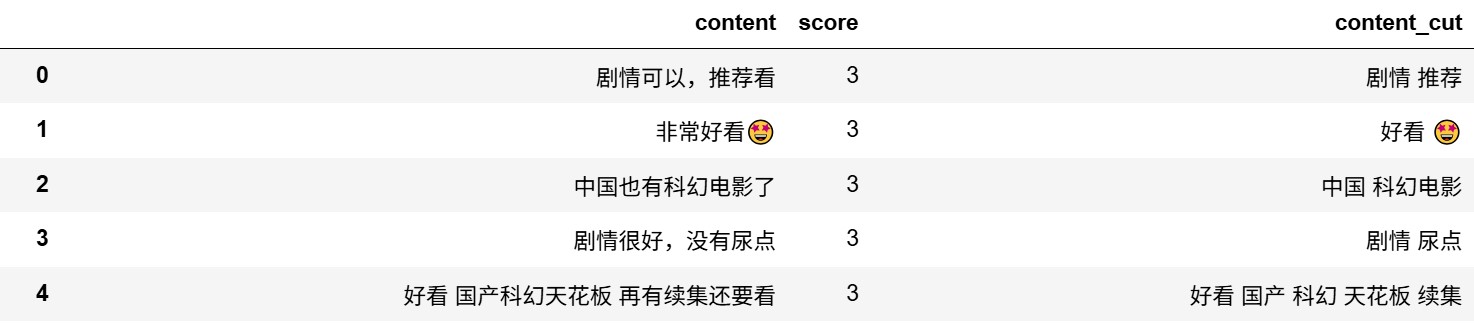 content score content_cut
0 剧情可以，推荐看 3 剧情 推荐
1 非常好看🤩 3 好看 🤩
2 中国也有科幻电影了 3 中国 科幻电影
3 剧情很好，没有尿点 3 剧情 尿点
4 好看 国产科幻天花板 再有续集还要看 3 好看 国产 科幻 天花板 续集